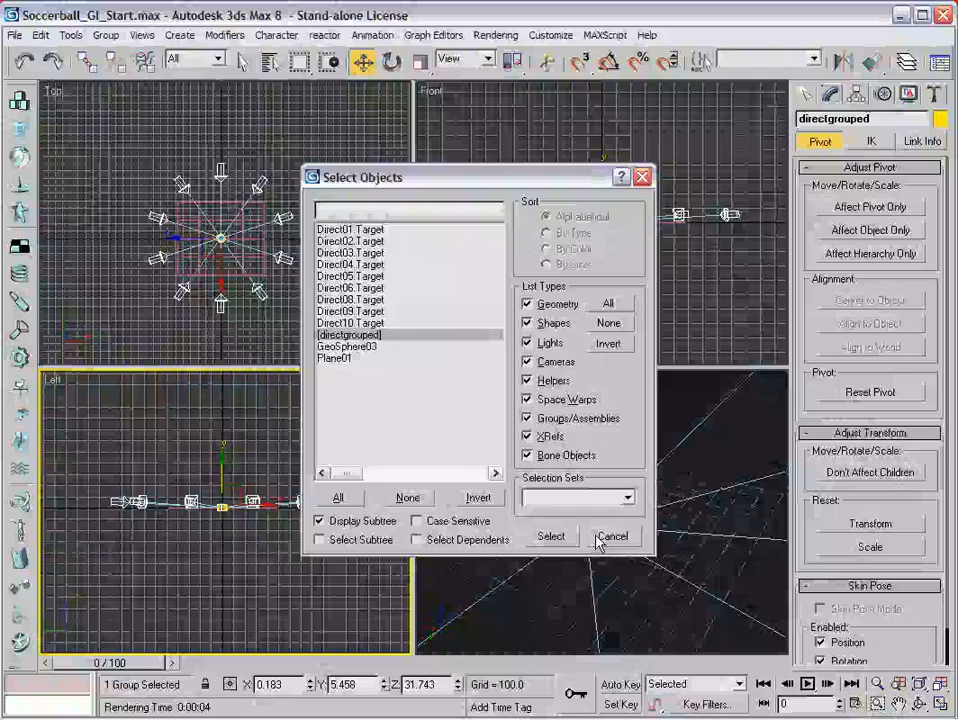 Soccerball_GI_Start.max - Autodesk 3ds Max 8 - Stand-alone License
File Edit Tools Group Views Create Modifiers Character reactor Animation Graph Editors Rendering Customize MAXScript Help
All View
Top
Front
Left
y
Select Objects
Direct01.Target
Direct02.Target
Direct03.Target
Direct04.Target
Direct05.Target
Direct06.Target
Direct08.Target
Direct09.Target
Direct10.Target
[directgrouped]
GeoSphere03
Plane01
All None Invert
Display Subtree Case Sensitive
Select Subtree Select Dependents
Sort
Alphabetical
By Type
By Color
By Size
List Types
Geometry All
Shapes None
Lights Invert
Cameras
Helpers
Space Warps
Groups/Assemblies
XRefs
Bone Objects
Selection Sets
Select Cancel
directgrouped
Pivot IK Link Info
- Adjust Pivot
Move/Rotate/Scale:
Affect Pivot Only
Affect Object Only
Affect Hierarchy Only
Alignment:
Center to Object
Align to Object
Align to World
Pivot:
Reset Pivot
- Adjust Transform
Move/Rotate/Scale:
Don't Affect Children
Reset:
Transform
Scale
- Skin Pose
Skin Pose Mode
Enabled:
Position
Rotation
0 / 100
1 Group Selected X: 0.183 Y: 5.458 Z: 31.743 Grid = 100.0 Auto Key Selected
Rendering Time 0:00:04 Add Time Tag Set Key Key Filters... 0